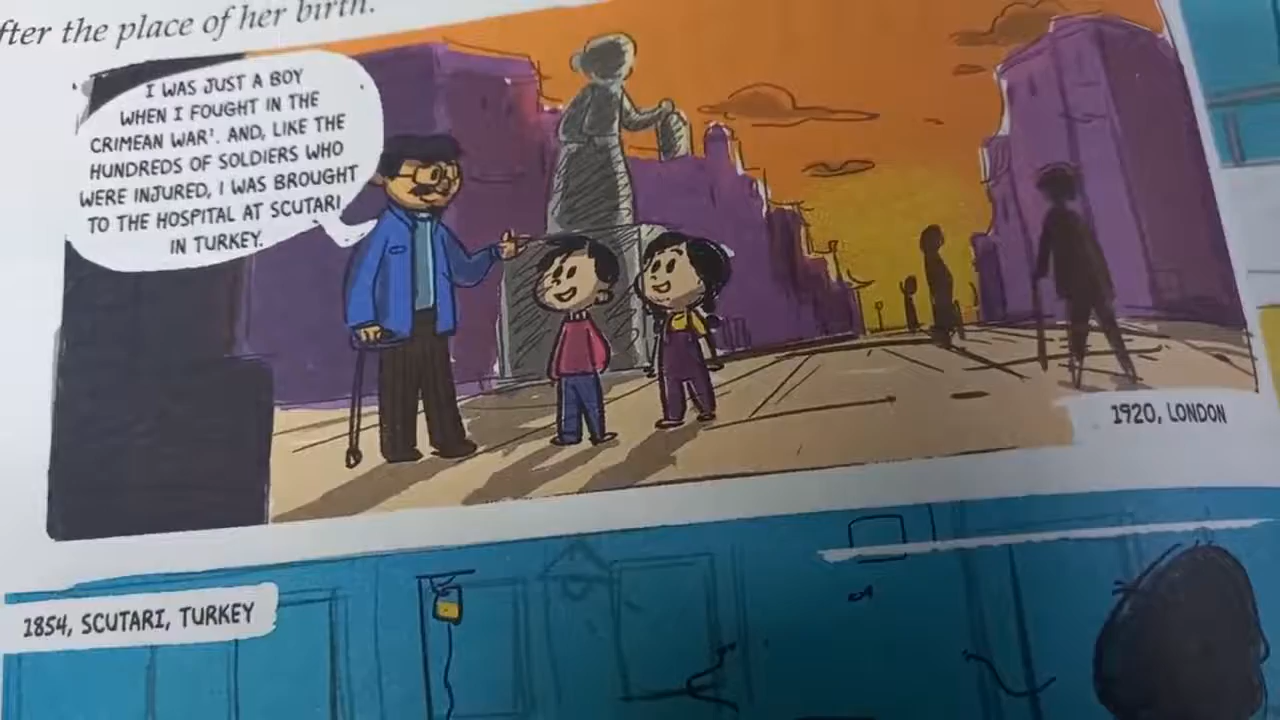 fter the place of her birth.
I WAS JUST A BOY
WHEN I FOUGHT IN THE
CRIMEAN WAR¹. AND, LIKE THE
HUNDREDS OF SOLDIERS WHO
WERE INJURED, I WAS BROUGHT
TO THE HOSPITAL AT SCUTARI
IN TURKEY.
1920, LONDON
1854, SCUTARI, TURKEY